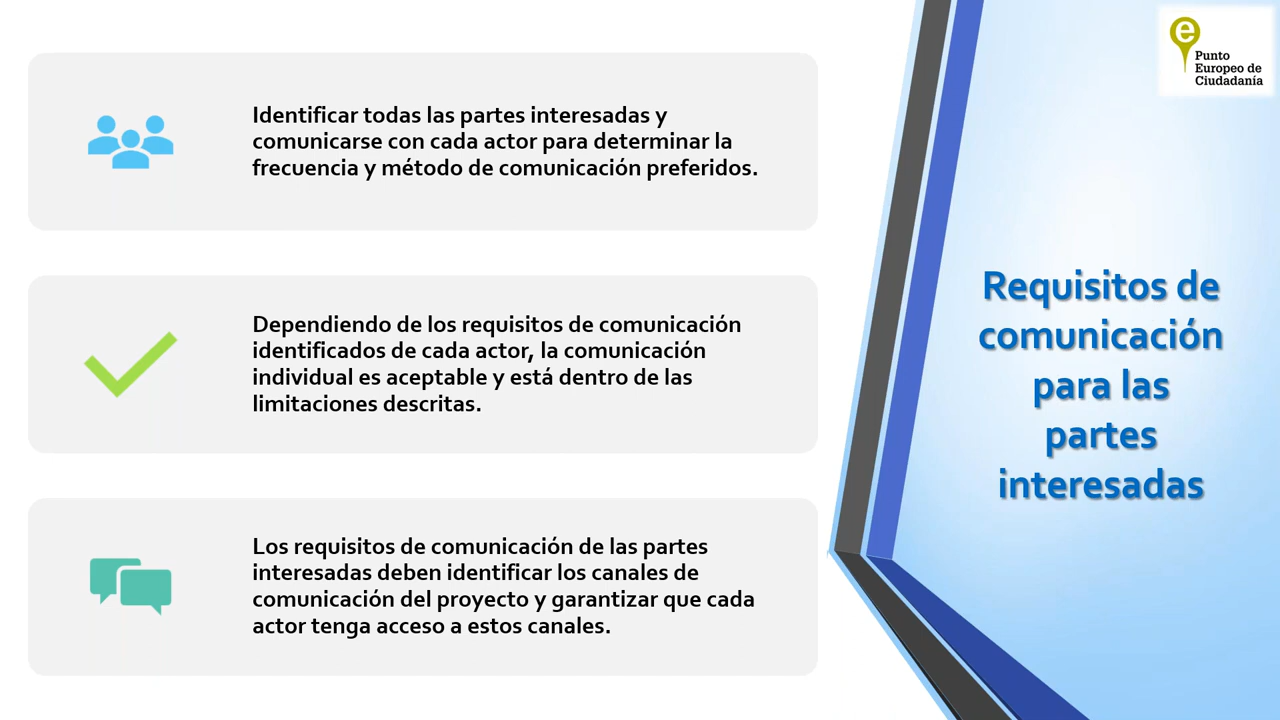 Identificar todas las partes interesadas y
comunicarse con cada actor para determinar la
frecuencia y método de comunicación preferidos.
Dependiendo de los requisitos de comunicación
identificados de cada actor, la comunicación
individual es aceptable y está dentro de las
limitaciones descritas.
Los requisitos de comunicación de las partes
interesadas deben identificar los canales de
comunicación del proyecto y garantizar que cada
actor tenga acceso a estos canales.
e
Punto
Europeo de
Ciudadanía
Requisitos de
comunicación
para las
partes
interesadas